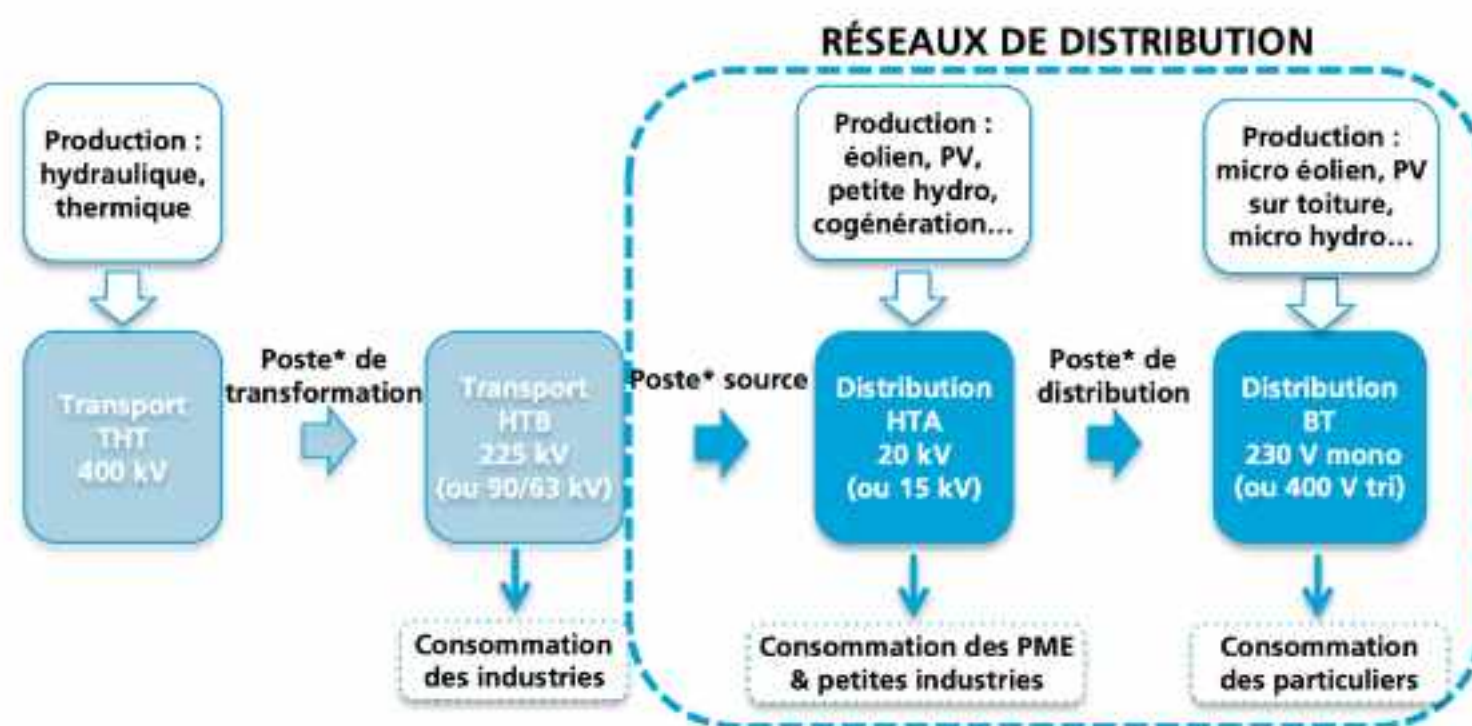 RÉSEAUX DE DISTRIBUTION
Production :
hydraulique,
thermique
Production :
éolien, PV,
petite hydro,
cogénération...
Production :
micro éolien, PV
sur toiture,
micro hydro...
Transport
THT
400 kV
Poste* de
transformation
Transport
HTB
225 kV
(ou 90/63 kV)
Poste* source
Distribution
HTA
20 kV
(ou 15 kV)
Poste* de
distribution
Distribution
BT
230 V mono
(ou 400 V tri)
Consommation
des industries
Consommation des PME
& petites industries
Consommation
des particuliers